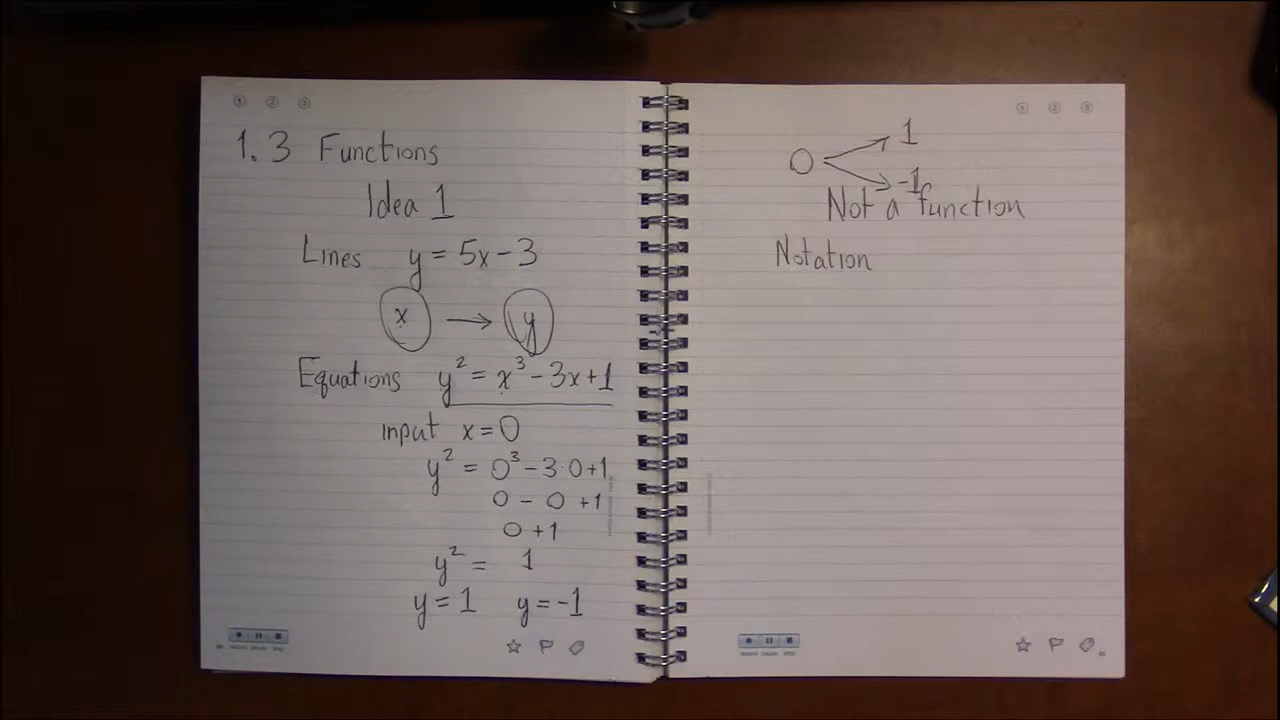 1.3 Functions
Idea 1
Lines y = 5x - 3
x → y
Equations y² = x³ - 3x + 1
input x = 0
y² = 0³ - 3·0 + 1
0 - 0 + 1
0 + 1
y² = 1
y = 1 y = -1
1
0
-1
Not a function
Notation